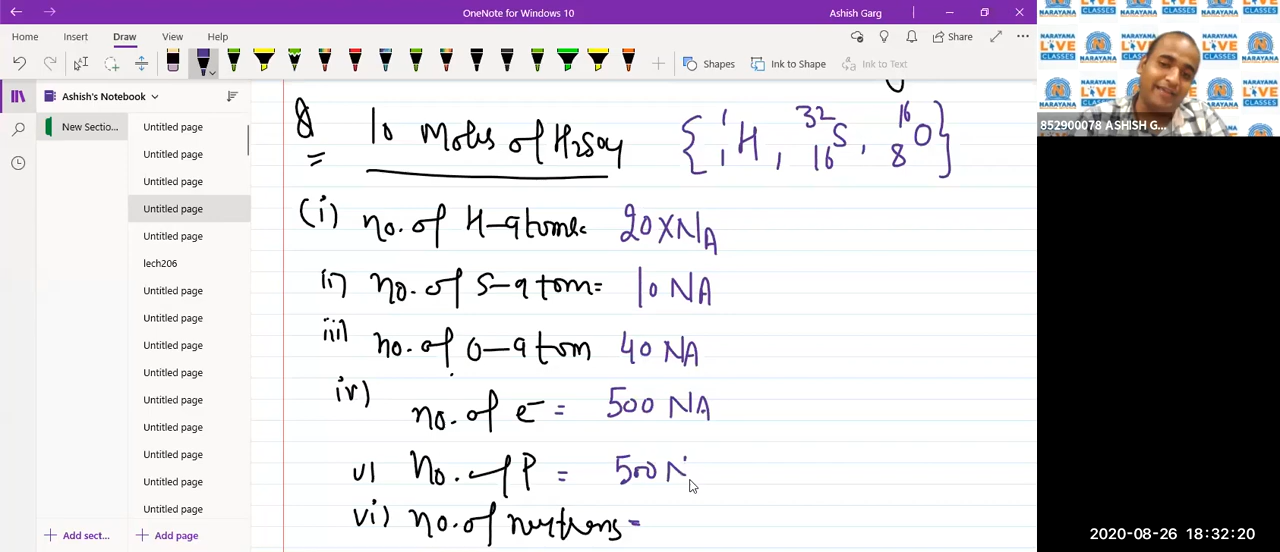 OneNote for Windows 10
Ashish Garg
Home Insert Draw View Help
Share
Shapes
Ink to Shape
Ink to Text
Ashish's Notebook
New Sectio...
Untitled page
Untitled page
Untitled page
Untitled page
Untitled page
lech206
Untitled page
Untitled page
Untitled page
Untitled page
Untitled page
Untitled page
Untitled page
Untitled page
Untitled page
Add sect...
Add page
Q 10 Moles of H2SO4 { 1 1 H, 32 16 S, 16 8 O }
(i) no. of H-atoms 20×NA
ii) no. of S-atom = 10 NA
iii) no. of O-atom 40 NA
iv) no. of e- = 500 NA
v) No. of P = 500 N
vi) no. of neutrons =
NARAYANA LIVE CLASSES
852900078 ASHISH G...
2020-08-26 18:32:20